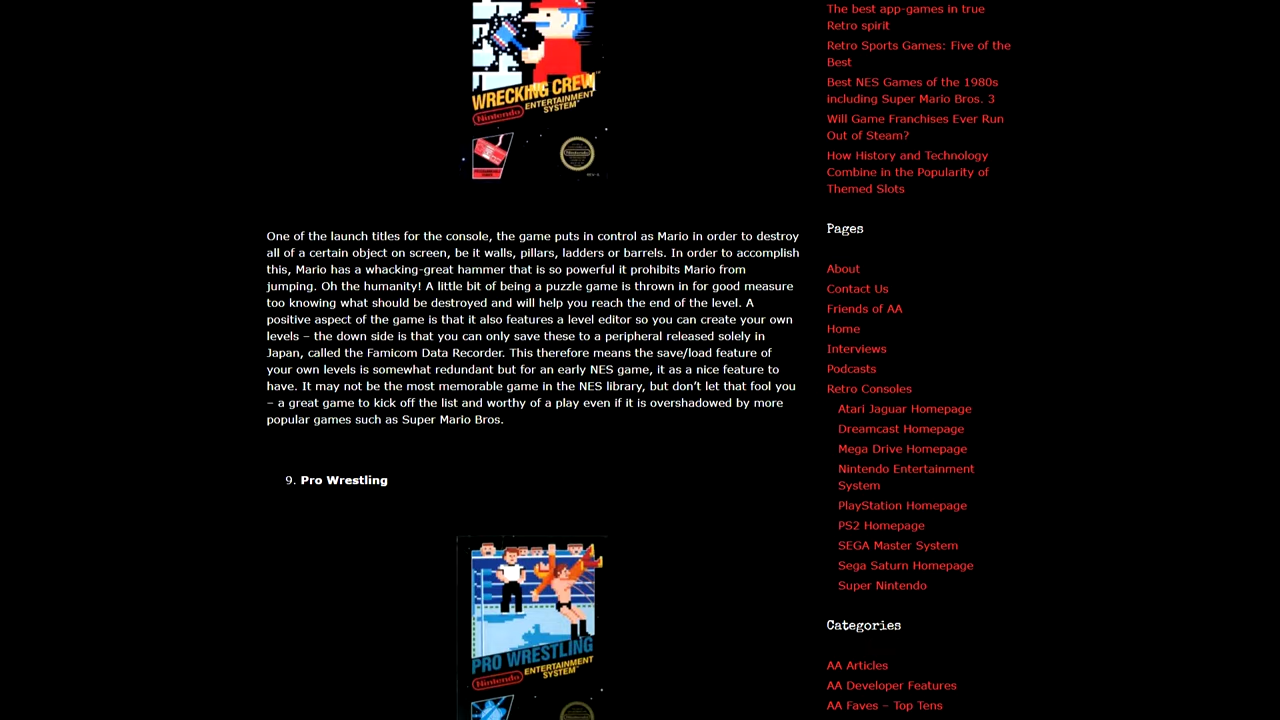 WRECKING CREW
ENTERTAINMENT
SYSTEM
Nintendo
One of the launch titles for the console, the game puts in control as Mario in order to destroy
all of a certain object on screen, be it walls, pillars, ladders or barrels. In order to accomplish
this, Mario has a whacking-great hammer that is so powerful it prohibits Mario from
jumping. Oh the humanity! A little bit of being a puzzle game is thrown in for good measure
too knowing what should be destroyed and will help you reach the end of the level. A
positive aspect of the game is that it also features a level editor so you can create your own
levels – the down side is that you can only save these to a peripheral released solely in
Japan, called the Famicom Data Recorder. This therefore means the save/load feature of
your own levels is somewhat redundant but for an early NES game, it as a nice feature to
have. It may not be the most memorable game in the NES library, but don’t let that fool you
– a great game to kick off the list and worthy of a play even if it is overshadowed by more
popular games such as Super Mario Bros.
9. Pro Wrestling
PRO WRESTLING
ENTERTAINMENT
SYSTEM
Nintendo
The best app-games in true
Retro spirit
Retro Sports Games: Five of the
Best
Best NES Games of the 1980s
including Super Mario Bros. 3
Will Game Franchises Ever Run
Out of Steam?
How History and Technology
Combine in the Popularity of
Themed Slots
Pages
About
Contact Us
Friends of AA
Home
Interviews
Podcasts
Retro Consoles
Atari Jaguar Homepage
Dreamcast Homepage
Mega Drive Homepage
Nintendo Entertainment
System
PlayStation Homepage
PS2 Homepage
SEGA Master System
Sega Saturn Homepage
Super Nintendo
Categories
AA Articles
AA Developer Features
AA Faves – Top Tens